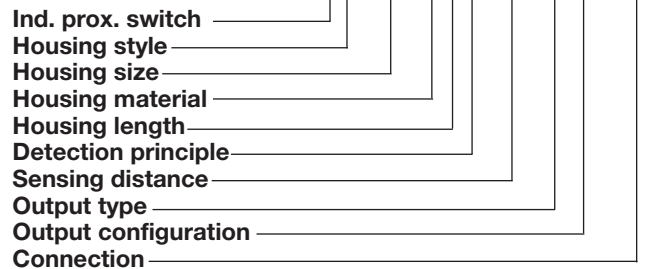 Ind. prox. switch
Housing style
Housing size
Housing material
Housing length
Detection principle
Sensing distance
Output type
Output configuration
Connection